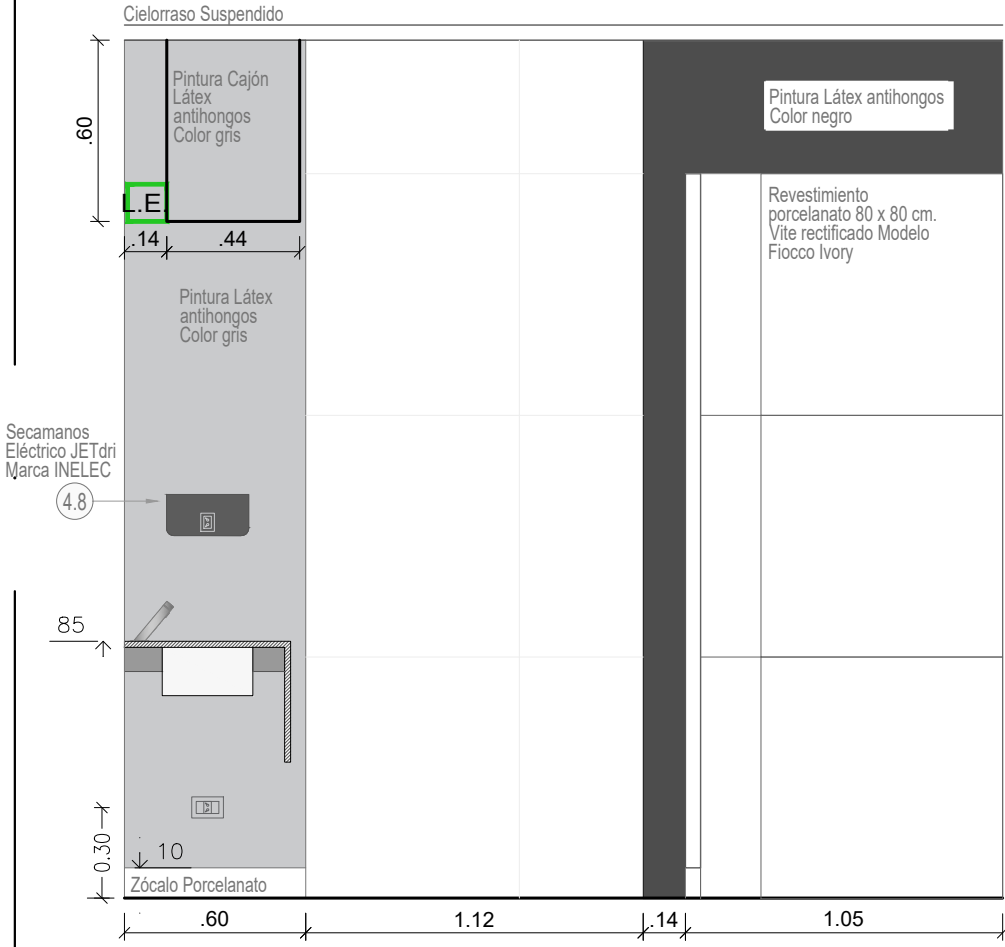 Cielorraso Suspendido
Pintura Cajón
Látex
antihongos
Color gris
.60
L.E.
.14
.44
Pintura Látex antihongos
Color negro
Revestimiento
porcelanato 80 x 80 cm.
Vite rectificado Modelo
Fiocco Ivory
Pintura Látex
antihongos
Color gris
Secamanos
Eléctrico JETdri
Marca INELEC
4.8
85
0.30
10
Zócalo Porcelanato
.60
1.12
.14
1.05